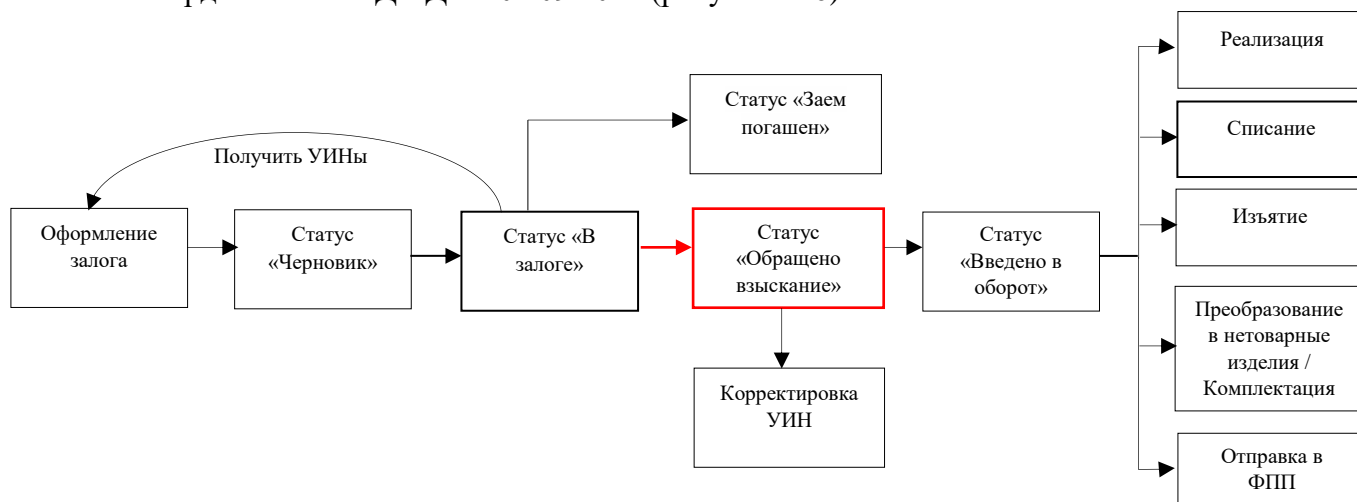 Реализация
Статус «Заем
погашен»
Списание
Получить УИНы
Оформление
залога
Статус
«Черновик»
Статус «В
залоге»
Статус
«Обращено
взыскание»
Статус
«Введено в
оборот»
Изъятие
Преобразование
в нетоварные
изделия /
Комплектация
Корректировка
УИН
Отправка в
ФПП